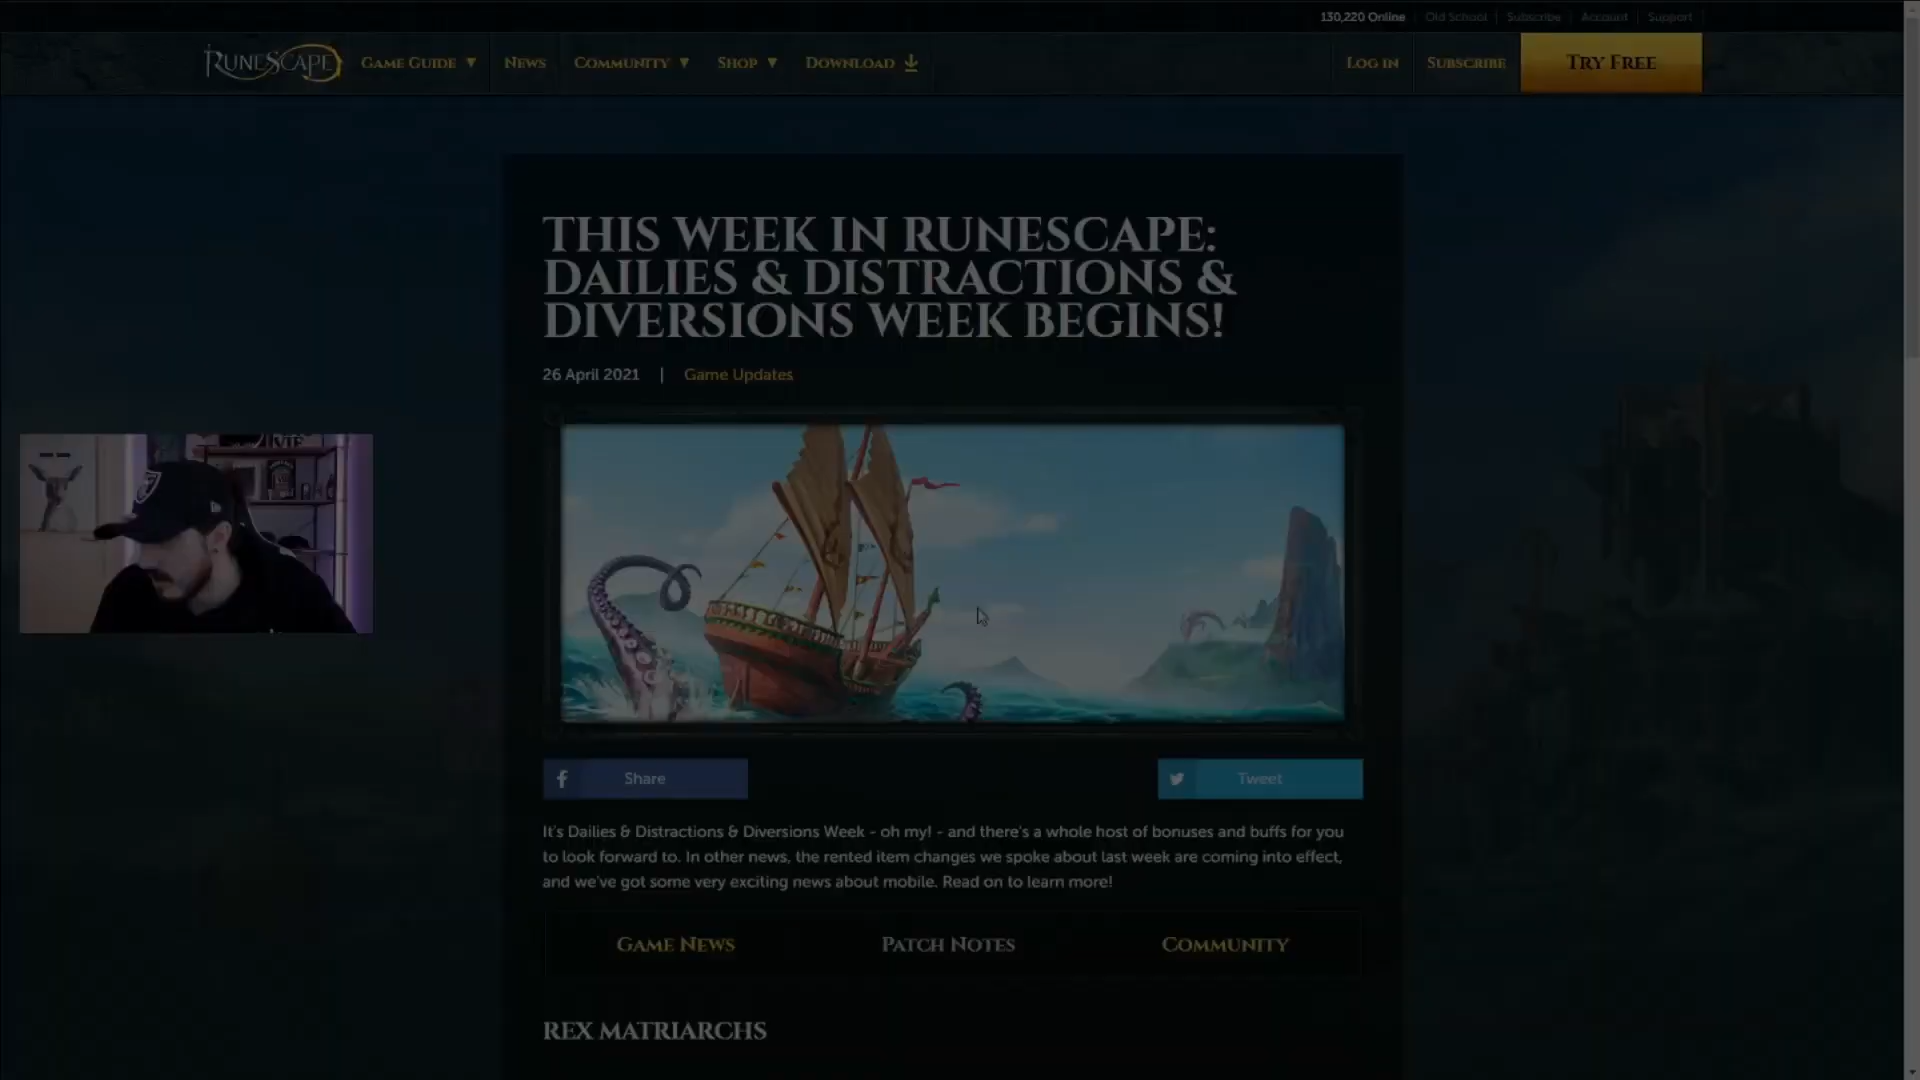 130,220 Online
Old School
Subscribe
Account
Support
RUNESCAPE
GAME GUIDE
NEWS
COMMUNITY
SHOP
DOWNLOAD
LOG IN
SUBSCRIBE
TRY FREE
THIS WEEK IN RUNESCAPE:
DAILIES & DISTRACTIONS &
DIVERSIONS WEEK BEGINS!
26 April 2021 | Game Updates
Share
Tweet
It's Dailies & Distractions & Diversions Week - oh my! - and there's a whole host of bonuses and buffs for you
to look forward to. In other news, the rented item changes we spoke about last week are coming into effect,
and we've got some very exciting news about mobile. Read on to learn more!
GAME NEWS
PATCH NOTES
COMMUNITY
REX MATRIARCHS